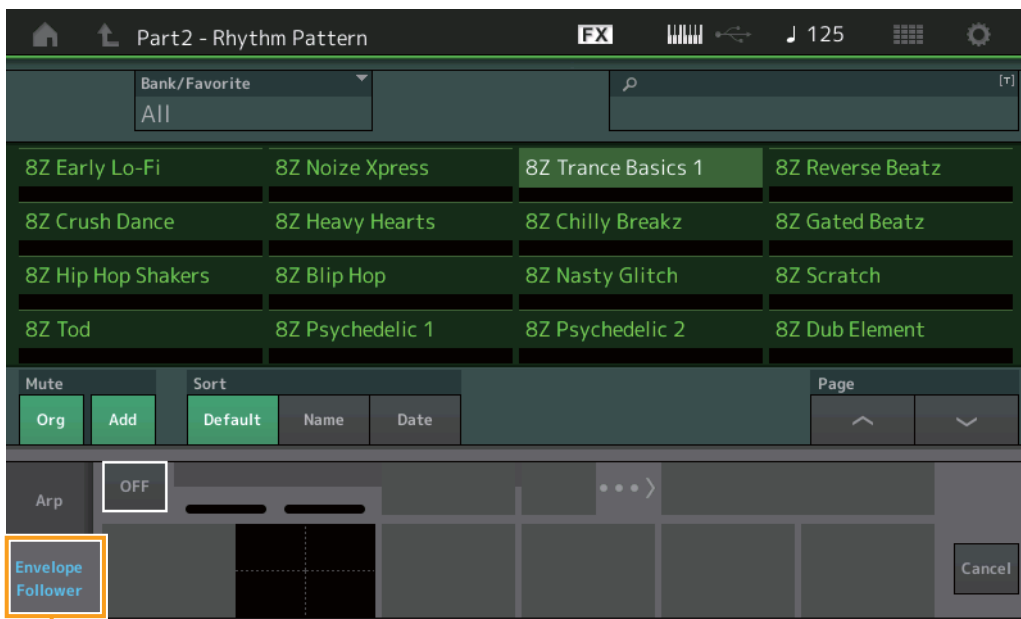 Part2 - Rhythm Pattern FX ♩ 125
Bank/Favorite [T]
All
8Z Early Lo-Fi 8Z Noize Xpress 8Z Trance Basics 1 8Z Reverse Beatz
8Z Crush Dance 8Z Heavy Hearts 8Z Chilly Breakz 8Z Gated Beatz
8Z Hip Hop Shakers 8Z Blip Hop 8Z Nasty Glitch 8Z Scratch
8Z Tod 8Z Psychedelic 1 8Z Psychedelic 2 8Z Dub Element
Mute Sort Page
Org Add Default Name Date
Arp OFF
Envelope
Follower
Cancel